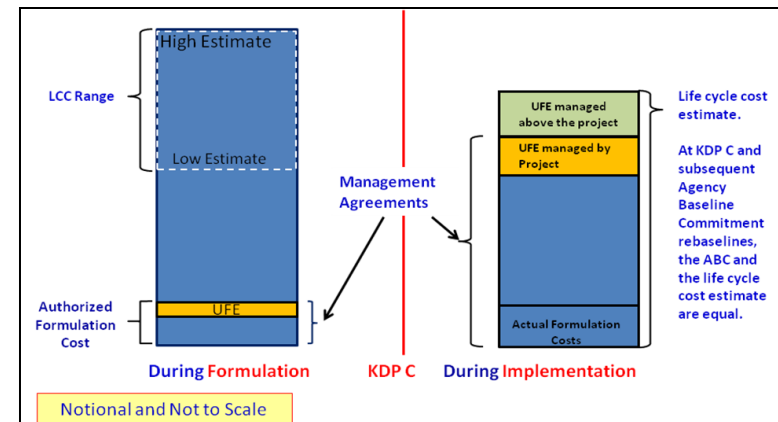 High Estimate
LCC Range
Low Estimate
Authorized
Formulation
Cost
UFE
During Formulation
Notional and Not to Scale
Management
Agreements
KDP C
UFE managed
above the project
UFE managed by
Project
Actual Formulation
Costs
During Implementation
Life cycle cost
estimate.
At KDP C and
subsequent
Agency
Baseline
Commitment
rebaselines,
the ABC and
the life cycle
cost estimate
are equal.